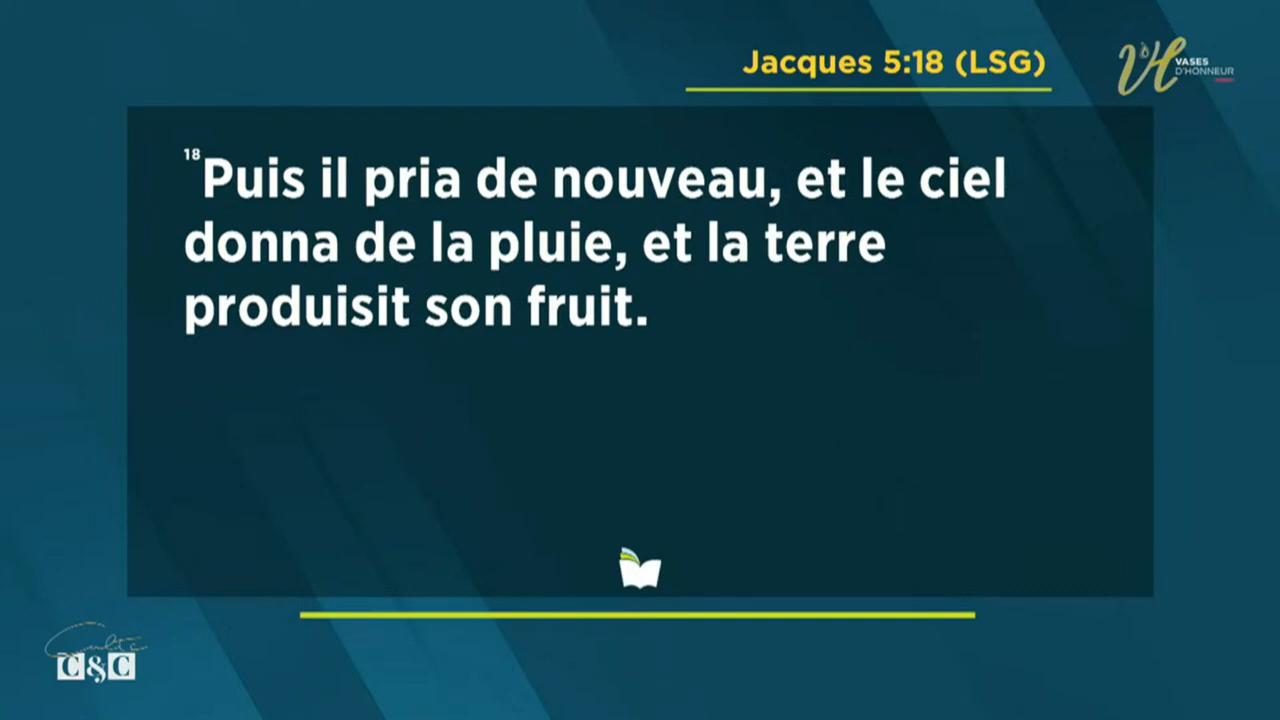 Jacques 5:18 (LSG)
VASES
D'HONNEUR
18 Puis il pria de nouveau, et le ciel
donna de la pluie, et la terre
produisit son fruit.
Culte
C&C